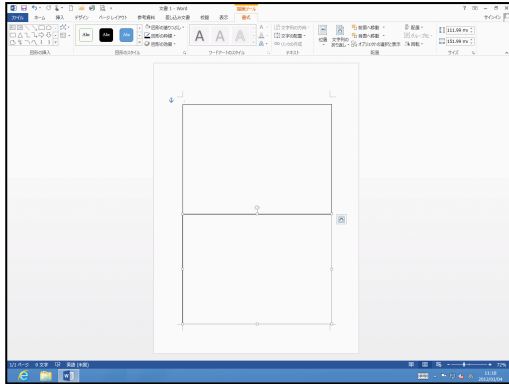 文書 1 - Word
描画ツール
サインイン
ファイル ホーム 挿入 デザイン ページ レイアウト 参考資料 差し込み文書 校閲 表示 書式
Abc Abc Abc
図形の塗りつぶし
図形の枠線
図形の効果
A A A
文字列の方向
文字の配置
リンクの作成
位置
文字列の
折り返し
前面へ移動
背面へ移動
オブジェクトの選択と表示
配置
グループ化
回転
111.99 mm
151.99 mm
図形の挿入 図形のスタイル ワードアートのスタイル テキスト 配置 サイズ
1/1 ページ 0 文字 英語 (米国)
72%
11:10
2013/01/04